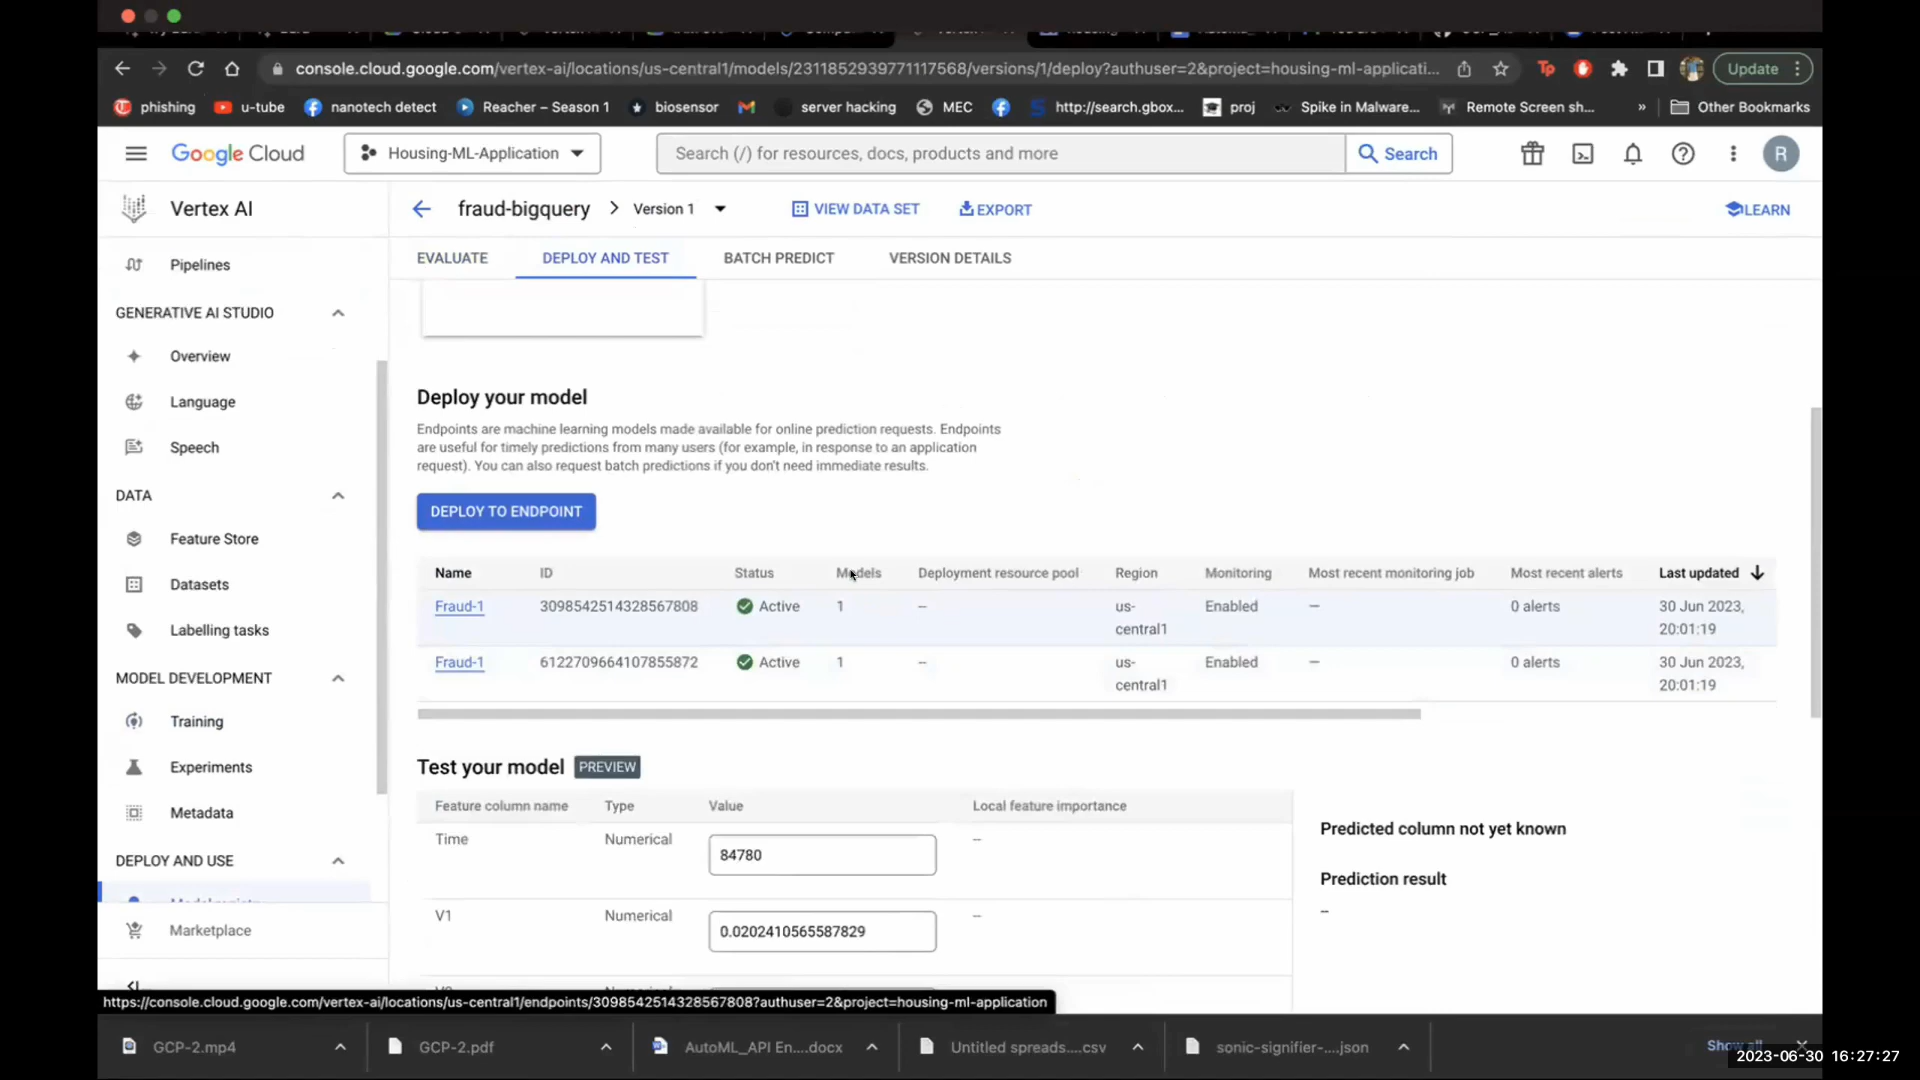 console.cloud.google.com/vertex-ai/locations/us-central1/models/2311852939771117568/versions/1/deploy?authuser=2&project=housing-ml-applicati...
Update
phishing
u-tube
nanotech detect
Reacher – Season 1
biosensor
server hacking
MEC
http://search.gbox...
proj
Spike in Malware...
Remote Screen sh...
»
Other Bookmarks
Google Cloud
Housing-ML-Application
Search (/) for resources, docs, products and more
Search
R
Vertex AI
fraud-bigquery
Version 1
VIEW DATA SET
EXPORT
LEARN
EVALUATE
DEPLOY AND TEST
BATCH PREDICT
VERSION DETAILS
Pipelines
GENERATIVE AI STUDIO
Overview
Language
Speech
DATA
Feature Store
Datasets
Labelling tasks
MODEL DEVELOPMENT
Training
Experiments
Metadata
DEPLOY AND USE
Marketplace
Deploy your model
Endpoints are machine learning models made available for online prediction requests. Endpoints
are useful for timely predictions from many users (for example, in response to an application
request). You can also request batch predictions if you don't need immediate results.
DEPLOY TO ENDPOINT
Name ID Status Models Deployment resource pool Region Monitoring Most recent monitoring job Most recent alerts Last updated
Fraud-1 3098542514328567808 Active 1 – us- Enabled — 0 alerts 30 Jun 2023,
central1 20:01:19
Fraud-1 6122709664107855872 Active 1 – us- Enabled — 0 alerts 30 Jun 2023,
central1 20:01:19
Test your model PREVIEW
Feature column name Type Value Local feature importance
Time Numerical 84780 –
V1 Numerical 0.0202410565587829 –
Predicted column not yet known
Prediction result
–
https://console.cloud.google.com/vertex-ai/locations/us-central1/endpoints/3098542514328567808?authuser=2&project=housing-ml-application
GCP-2.mp4
GCP-2.pdf
AutoML_API En....docx
Untitled spreads....csv
sonic-signifier-....json
Show all
2023-06-30 16:27:27